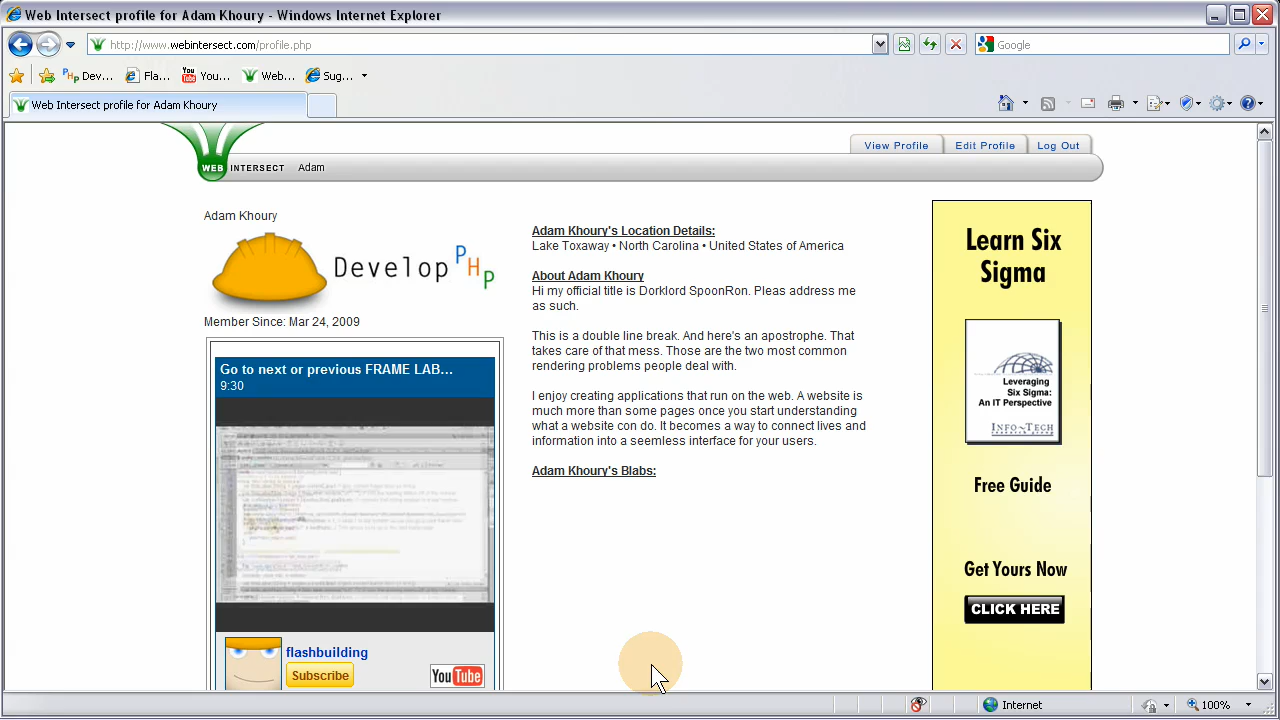 Web Intersect profile for Adam Khoury - Windows Internet Explorer
http://www.webintersect.com/profile.php
Google
PHP Dev...
Fla...
You Tube
You...
Web...
Sug...
Web Intersect profile for Adam Khoury
View Profile
Edit Profile
Log Out
WEB INTERSECT
Adam
Adam Khoury
Develop PHP
Member Since: Mar 24, 2009
Go to next or previous FRAME LAB...
9:30
flashbuilding
Subscribe
You Tube
Adam Khoury's Location Details:
Lake Toxaway • North Carolina • United States of America
About Adam Khoury
Hi my official title is Dorklord SpoonRon. Pleas address me
as such.
This is a double line break. And here's an apostrophe. That
takes care of that mess. Those are the two most common
rendering problems people deal with.
I enjoy creating applications that run on the web. A website is
much more than some pages once you start understanding
what a website can do. It becomes a way to connect lives and
information into a seemless interface for your users.
Adam Khoury's Blabs:
Learn Six
Sigma
Leveraging
Six Sigma:
An IT Perspective
INFO~TECH
Free Guide
Get Yours Now
CLICK HERE
Internet
100%